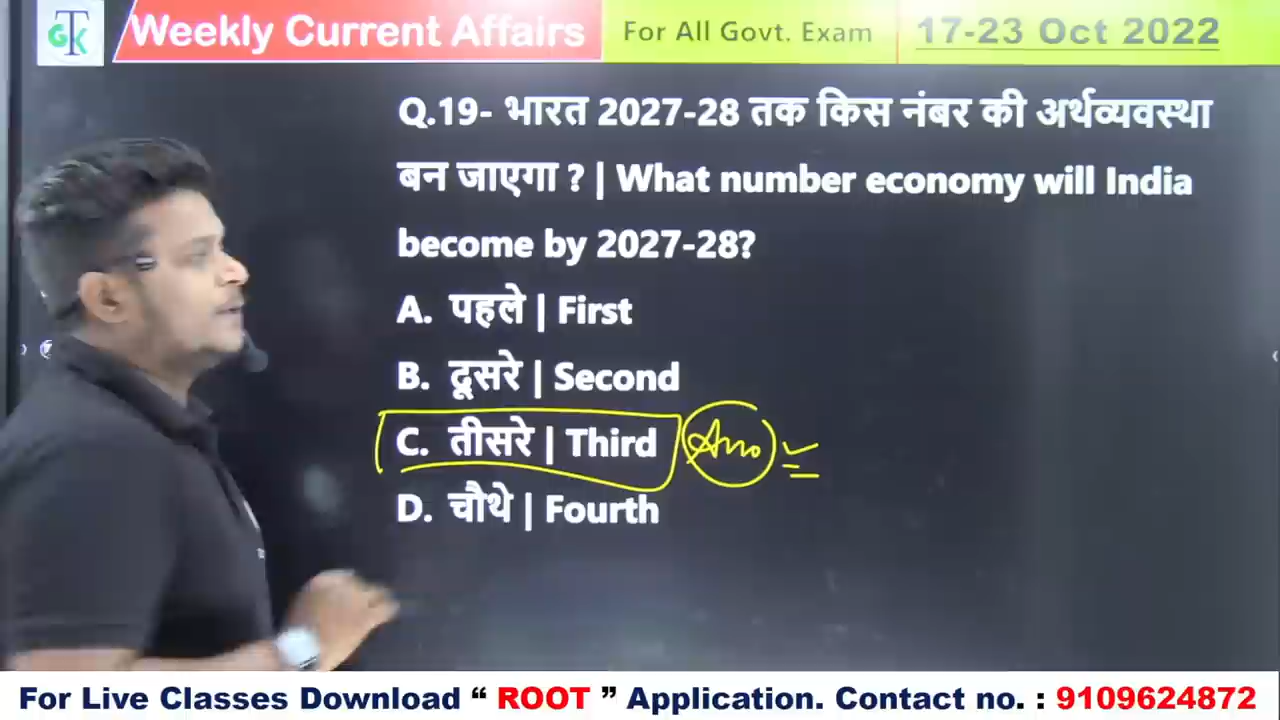 GTK
Weekly Current Affairs
For All Govt. Exam
17-23 Oct 2022
Q.19- भारत 2027-28 तक किस नंबर की अर्थव्यवस्था
बन जाएगा ? | What number economy will India
become by 2027-28?
A. पहले | First
B. दूसरे | Second
C. तीसरे | Third Ans
D. चौथे | Fourth
For Live Classes Download “ ROOT ” Application. Contact no. : 9109624872